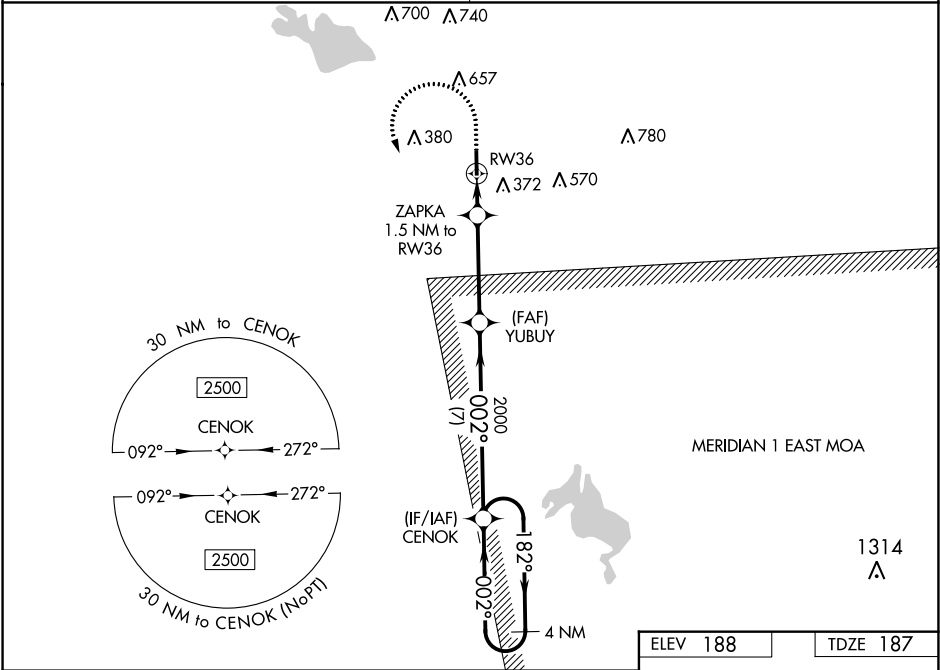 700 740
657
380
780
RW36
372 570
ZAPKA
1.5 NM to
RW36
(FAF)
YUBUY
30 NM to CENOK
2500
CENOK
092° 272°
092° 272°
CENOK
2500
30 NM to CENOK (NoPT)
2000
002°
(7)
MERIDIAN 1 EAST MOA
(IF/IAF)
CENOK
182°
002°
4 NM
1314
ELEV 188 TDZE 187